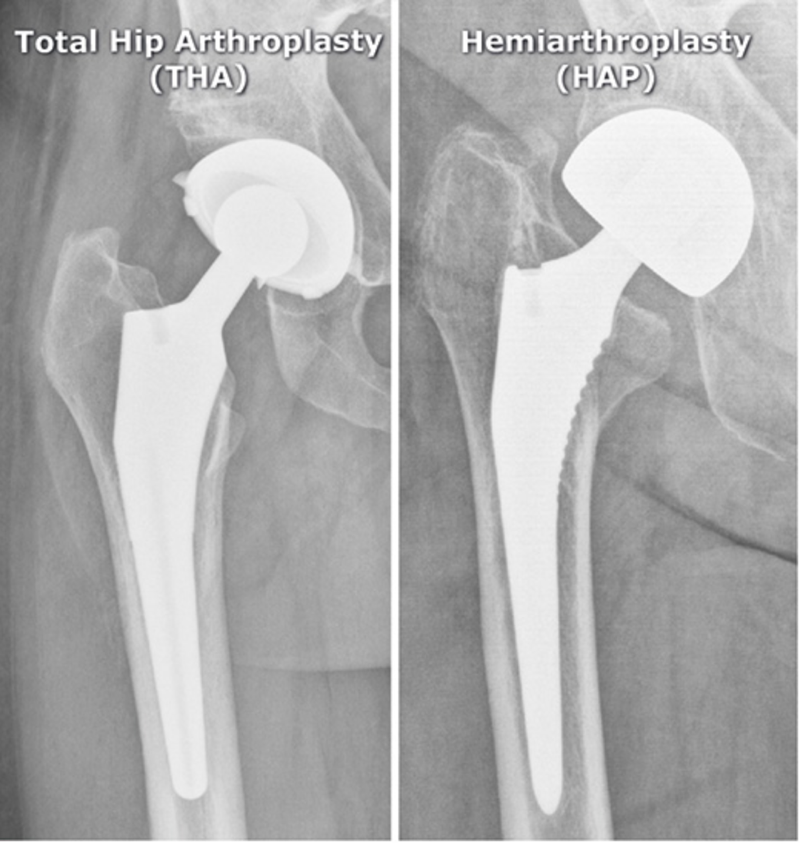 Total Hip Arthroplasty
(THA)
Hemiarthroplasty
(HAP)